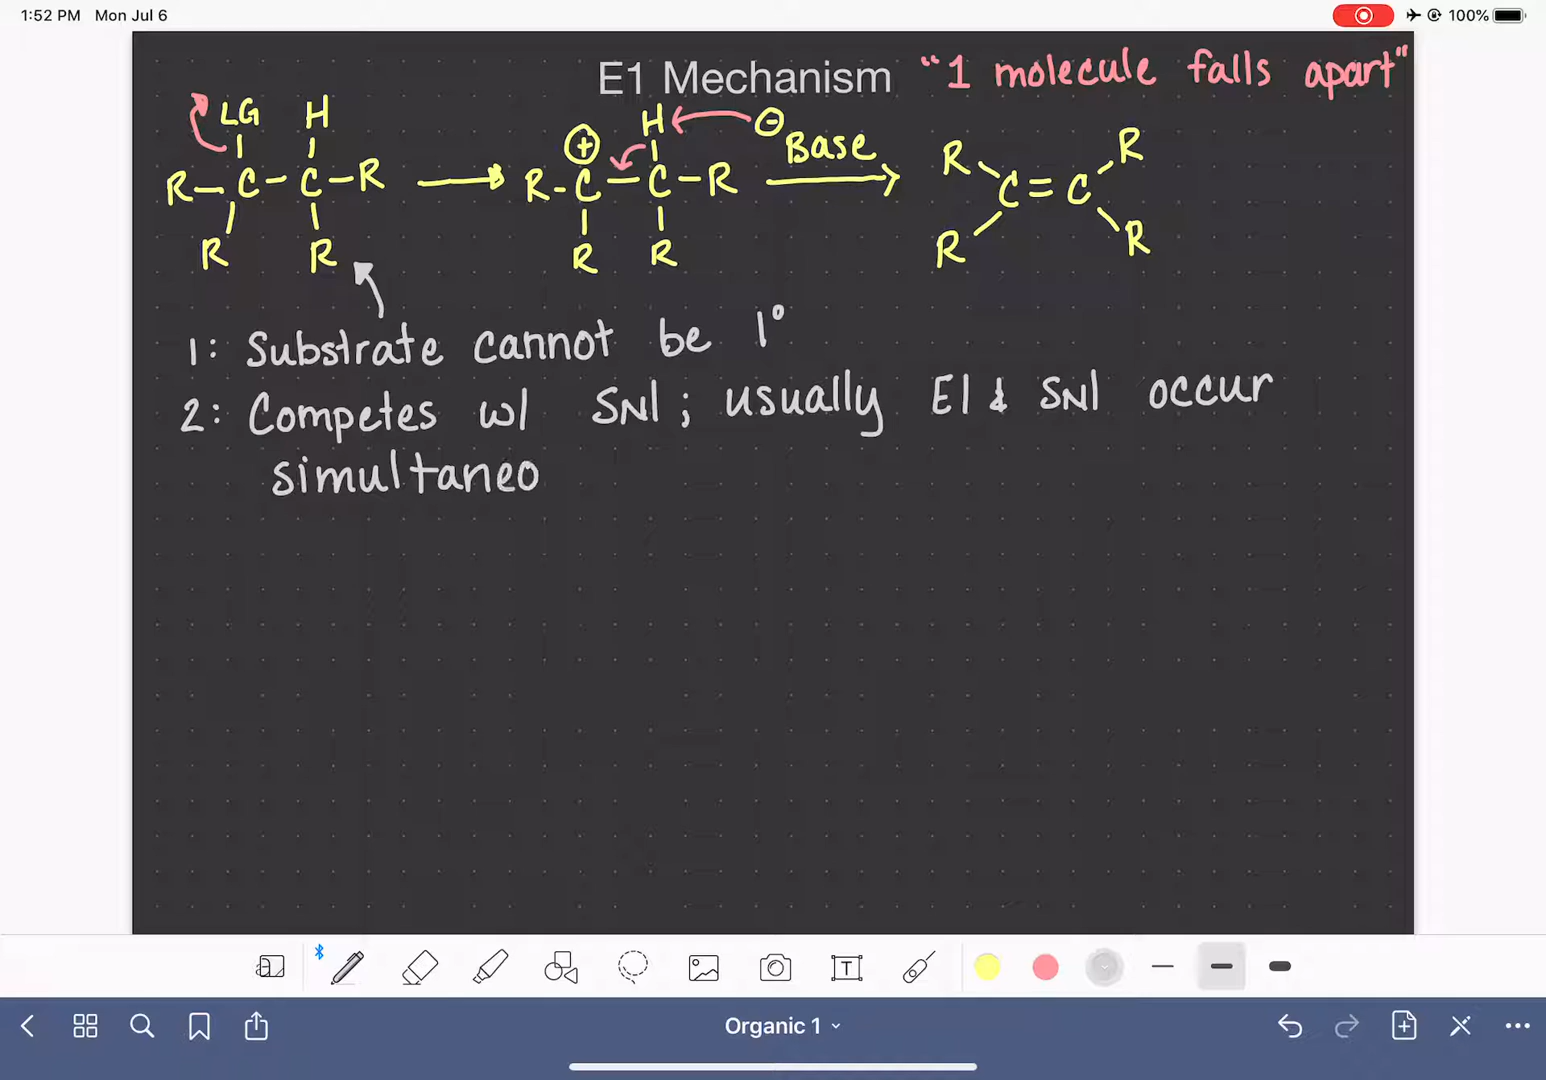 1:52 PM Mon Jul 6
100%
E1 Mechanism "1 molecule falls apart"
LG H
H ⊖
⊕ Base
R-C-C-R
R-C-C-R
R R
C=C
R R
R R
R R
1: Substrate cannot be 1°
2: Competes w/ SN1; usually E1 & SN1 occur
simultaneo
T
Organic 1